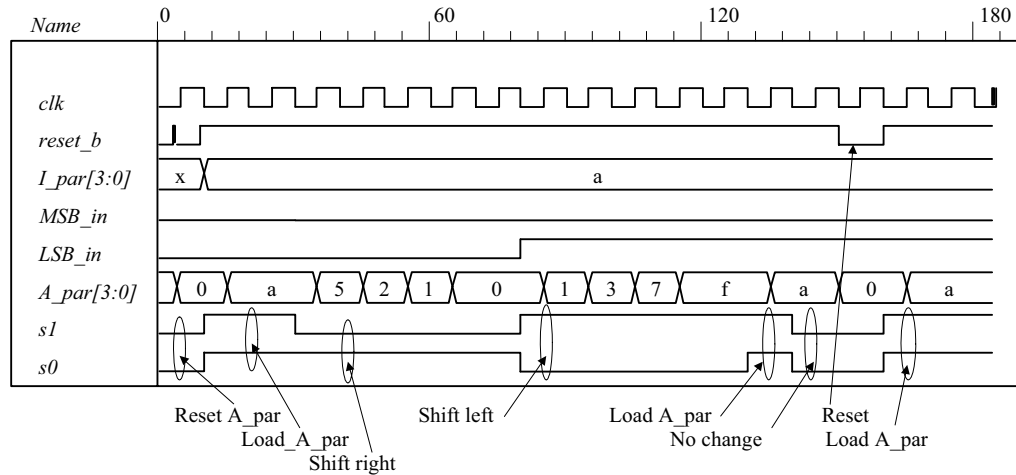 Name 0 60 120 180
clk
reset_b
I_par[3:0] x a
MSB_in
LSB_in
A_par[3:0] 0 a 5 2 1 0 1 3 7 f a 0 a
s1
s0
Reset A_par Shift left Load A_par Reset
Load_A_par No change Load A_par
Shift right